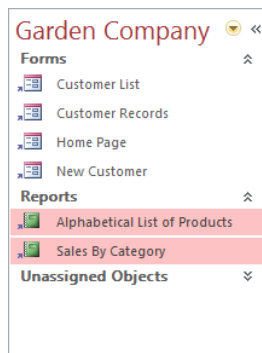 Garden Company
Forms
Customer List
Customer Records
Home Page
New Customer
Reports
Alphabetical List of Products
Sales By Category
Unassigned Objects